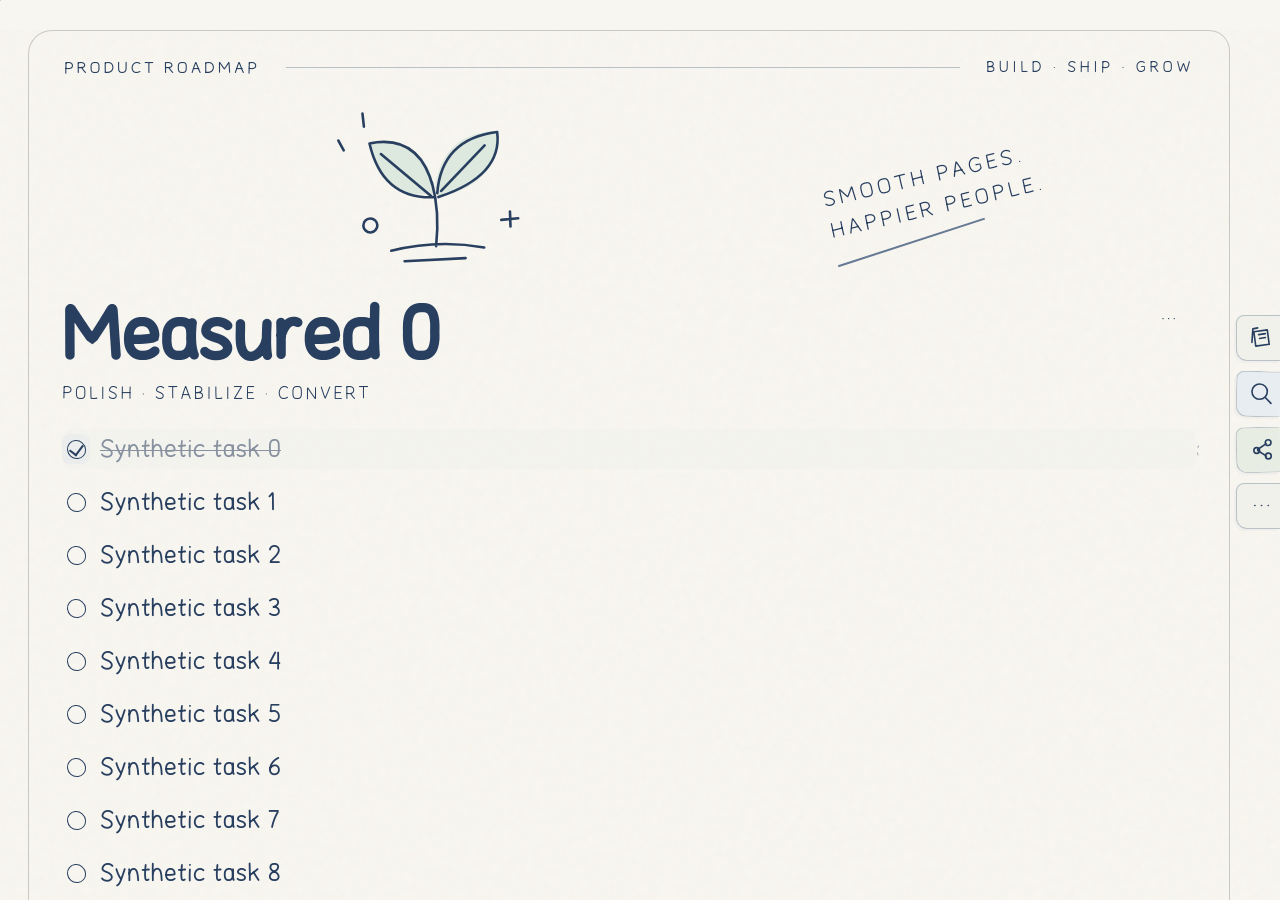 PRODUCT ROADMAP
BUILD · SHIP · GROW
SMOOTH PAGES.
HAPPIER PEOPLE.
Measured 0
...
POLISH · STABILIZE · CONVERT
Synthetic task 0
Synthetic task 1
Synthetic task 2
Synthetic task 3
Synthetic task 4
Synthetic task 5
Synthetic task 6
Synthetic task 7
Synthetic task 8
...